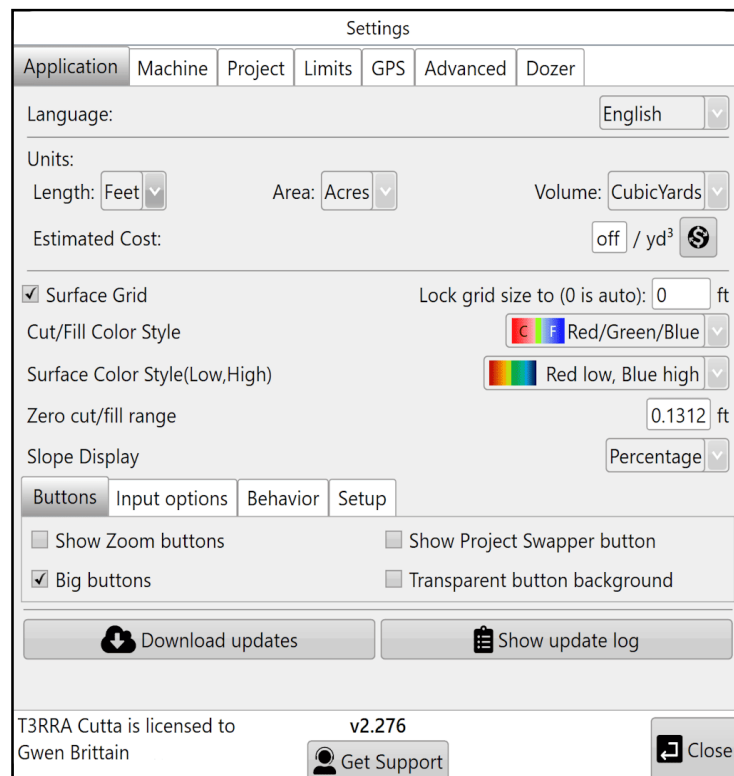 Settings
Application Machine Project Limits GPS Advanced Dozer
Language: English
Units:
Length: Feet Area: Acres Volume: CubicYards
Estimated Cost: off / yd³
Surface Grid Lock grid size to (0 is auto): 0 ft
Cut/Fill Color Style C F Red/Green/Blue
Surface Color Style(Low,High) Red low, Blue high
Zero cut/fill range 0.1312 ft
Slope Display Percentage
Buttons Input options Behavior Setup
Show Zoom buttons Show Project Swapper button
Big buttons Transparent button background
Download updates Show update log
T3RRA Cutta is licensed to v2.276
Gwen Brittain Get Support Close